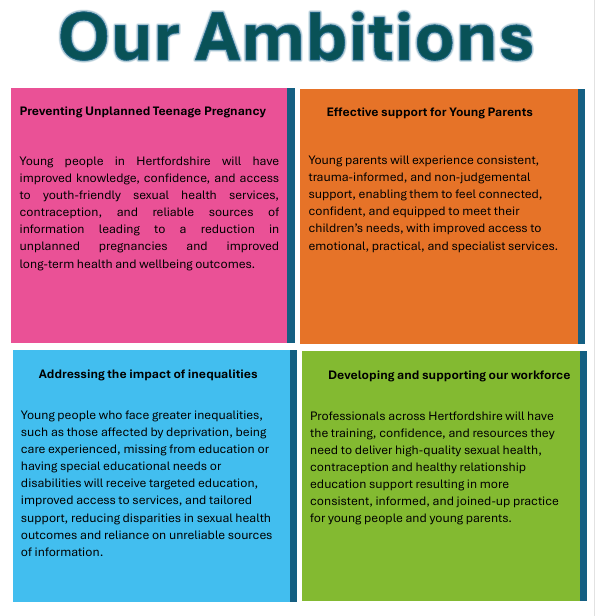 Our Ambitions
Preventing Unplanned Teenage Pregnancy
Young people in Hertfordshire will have
improved knowledge, confidence, and access
to youth-friendly sexual health services,
contraception, and reliable sources of
information leading to a reduction in
unplanned pregnancies and improved
long-term health and wellbeing outcomes.
Effective support for Young Parents
Young parents will experience consistent,
trauma-informed, and non-judgemental
support, enabling them to feel connected,
confident, and equipped to meet their
children's needs, with improved access to
emotional, practical, and specialist services.
Addressing the impact of inequalities
Young people who face greater inequalities,
such as those affected by deprivation, being
care experienced, missing from education or
having special educational needs or
disabilities will receive targeted education,
improved access to services, and tailored
support, reducing disparities in sexual health
outcomes and reliance on unreliable sources
of information.
Developing and supporting our workforce
Professionals across Hertfordshire will have
the training, confidence, and resources they
need to deliver high-quality sexual health,
contraception and healthy relationship
education support resulting in more
consistent, informed, and joined-up practice
for young people and young parents.